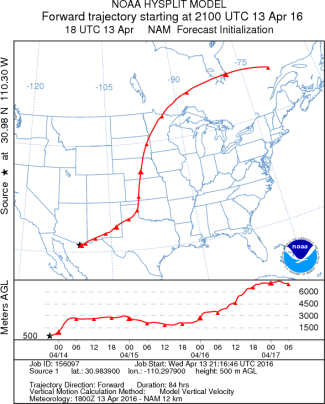 NOAA HYSPLIT MODEL
Forward trajectory starting at 2100 UTC 13 Apr 16
18 UTC 13 Apr NAM Forecast Initialization
Source ★ at 30.98 N 110.30 W
-120
-105
-90
-75
45
30
noaa
Meters AGL
500
6000
4500
3000
1500
00 06 12 18 00 06 12 18 00 06 12 18 00 06
04/14 04/15 04/16 04/17
Job ID: 156097 Job Start: Wed Apr 13 21:16:46 UTC 2016
Source 1 lat.: 30.983900 lon.: -110.297900 height: 500 m AGL
Trajectory Direction: Forward Duration: 84 hrs
Vertical Motion Calculation Method: Model Vertical Velocity
Meteorology: 1800Z 13 Apr 2016 - NAM 12 km